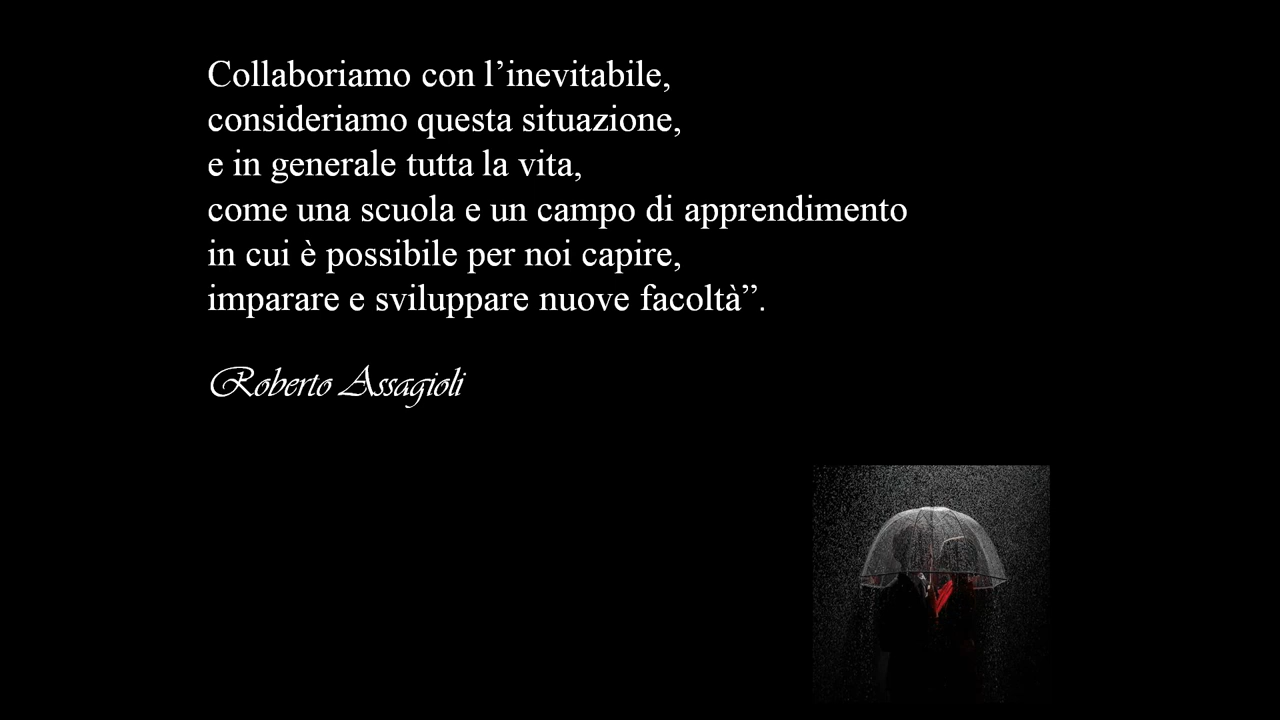 Collaboriamo con l’inevitabile,
consideriamo questa situazione,
e in generale tutta la vita,
come una scuola e un campo di apprendimento
in cui è possibile per noi capire,
imparare e sviluppare nuove facoltà”.
Roberto Assagioli